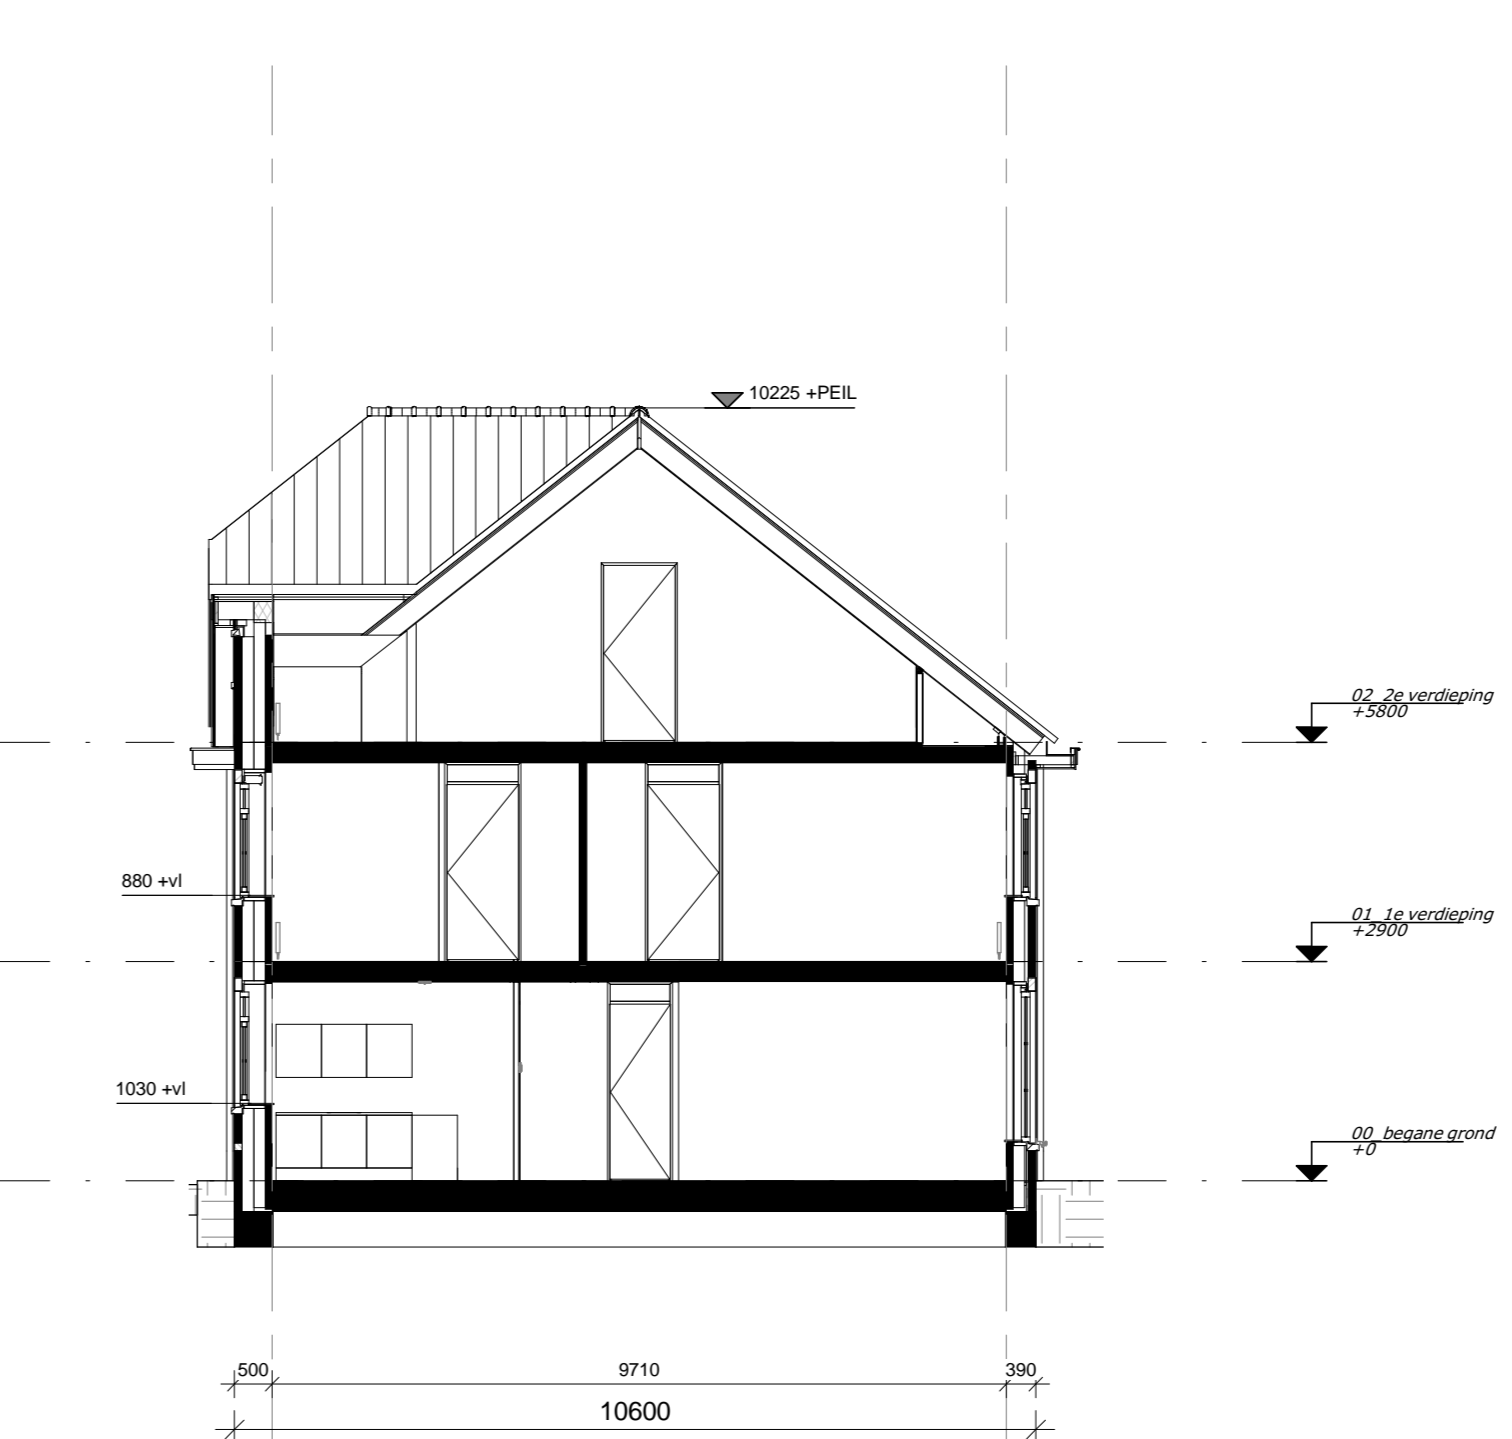 10225 +PEIL
02_2e verdieping
+5800
880 +vl
01_1e verdieping
+2900
1030 +vl
00_begane grond
+0
500
9710
390
10600